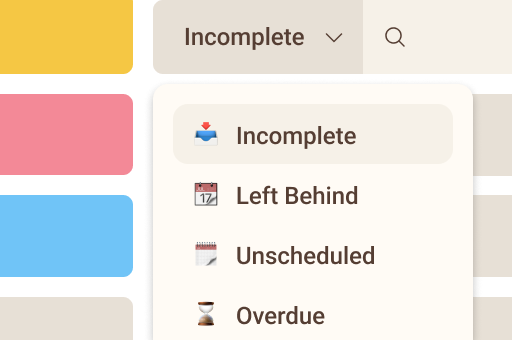 Incomplete
Incomplete
Left Behind
Unscheduled
Overdue